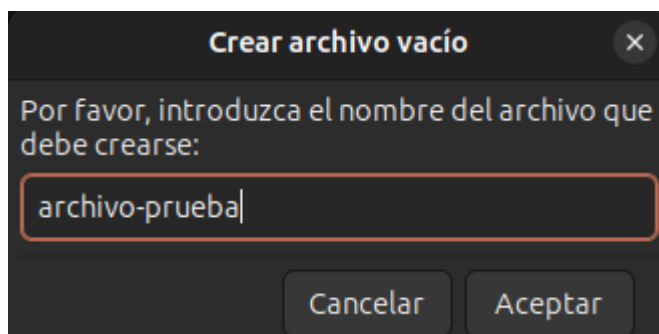 Crear archivo vacío
Por favor, introduzca el nombre del archivo que
debe crearse:
archivo-prueba
Cancelar
Aceptar